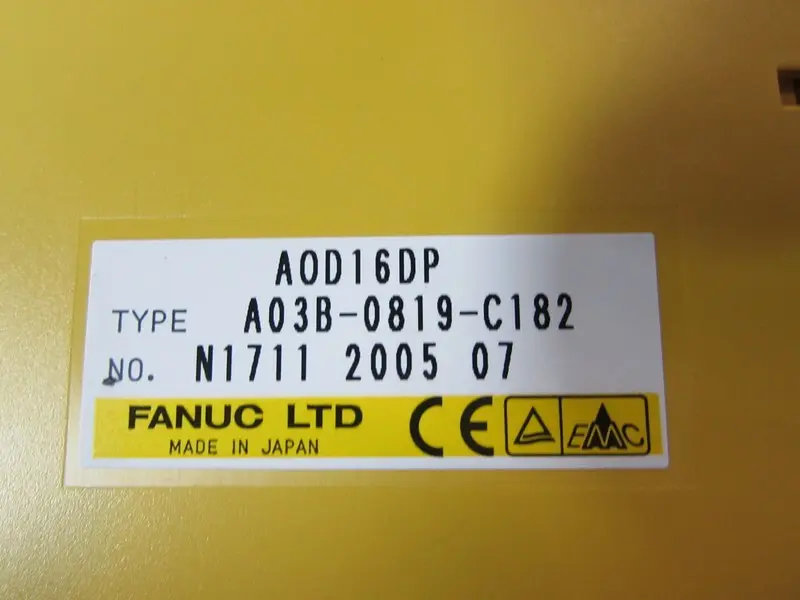 AOD16DP
TYPE A03B-0819-C182
NO. N1711 2005 07
FANUC LTD
MADE IN JAPAN
CE
EMC